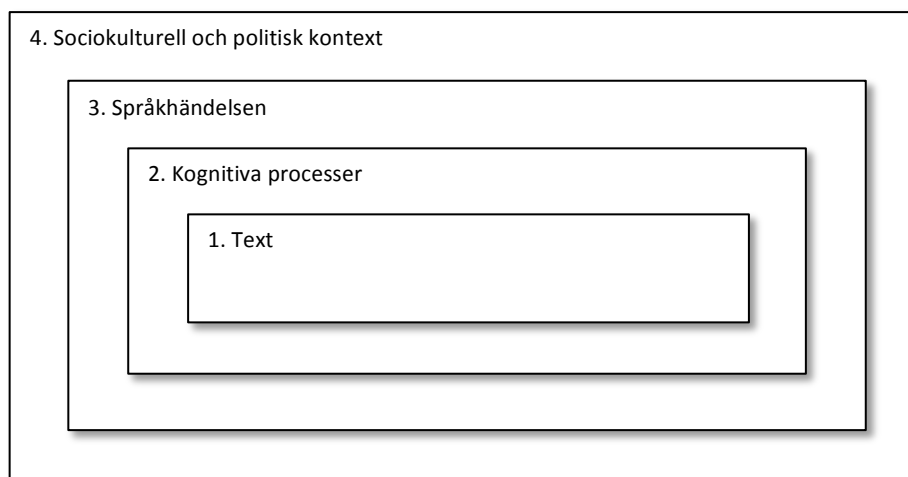 4. Sociokulturell och politisk kontext
3. Språkhändelsen
2. Kognitiva processer
1. Text